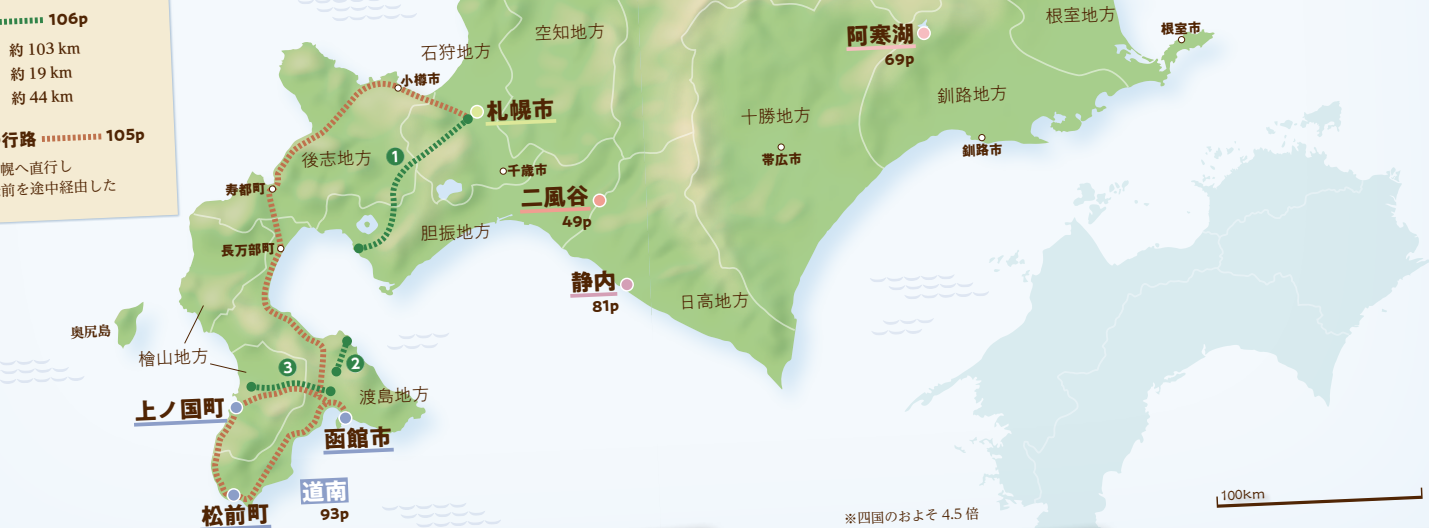 106p
約 103 km
約 19 km
約 44 km
行路
105p
幌へ直行し
前を途中経由した
空知地方
石狩地方
小樽市
札幌市
後志地方
1
千歳市
寿都町
二風谷
49p
胆振地方
長万部町
静内
81p
日高地方
阿寒湖
69p
根室地方
根室市
釧路地方
十勝地方
帯広市
釧路市
奥尻島
檜山地方
3
2
渡島地方
上ノ国町
函館市
道南
93p
松前町
100km
※四国のおよそ 4.5 倍